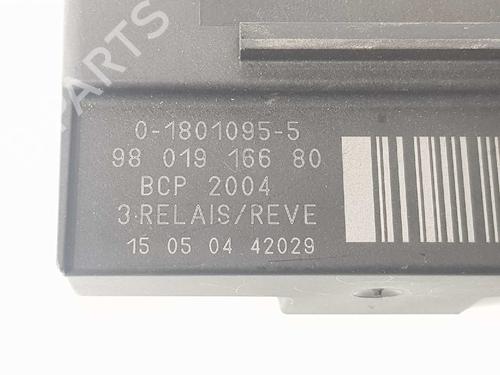 PARTS
0-1801095-5
98 019 166 80
BCP 2004
3·RELAIS/REVE
15 05 04 42029